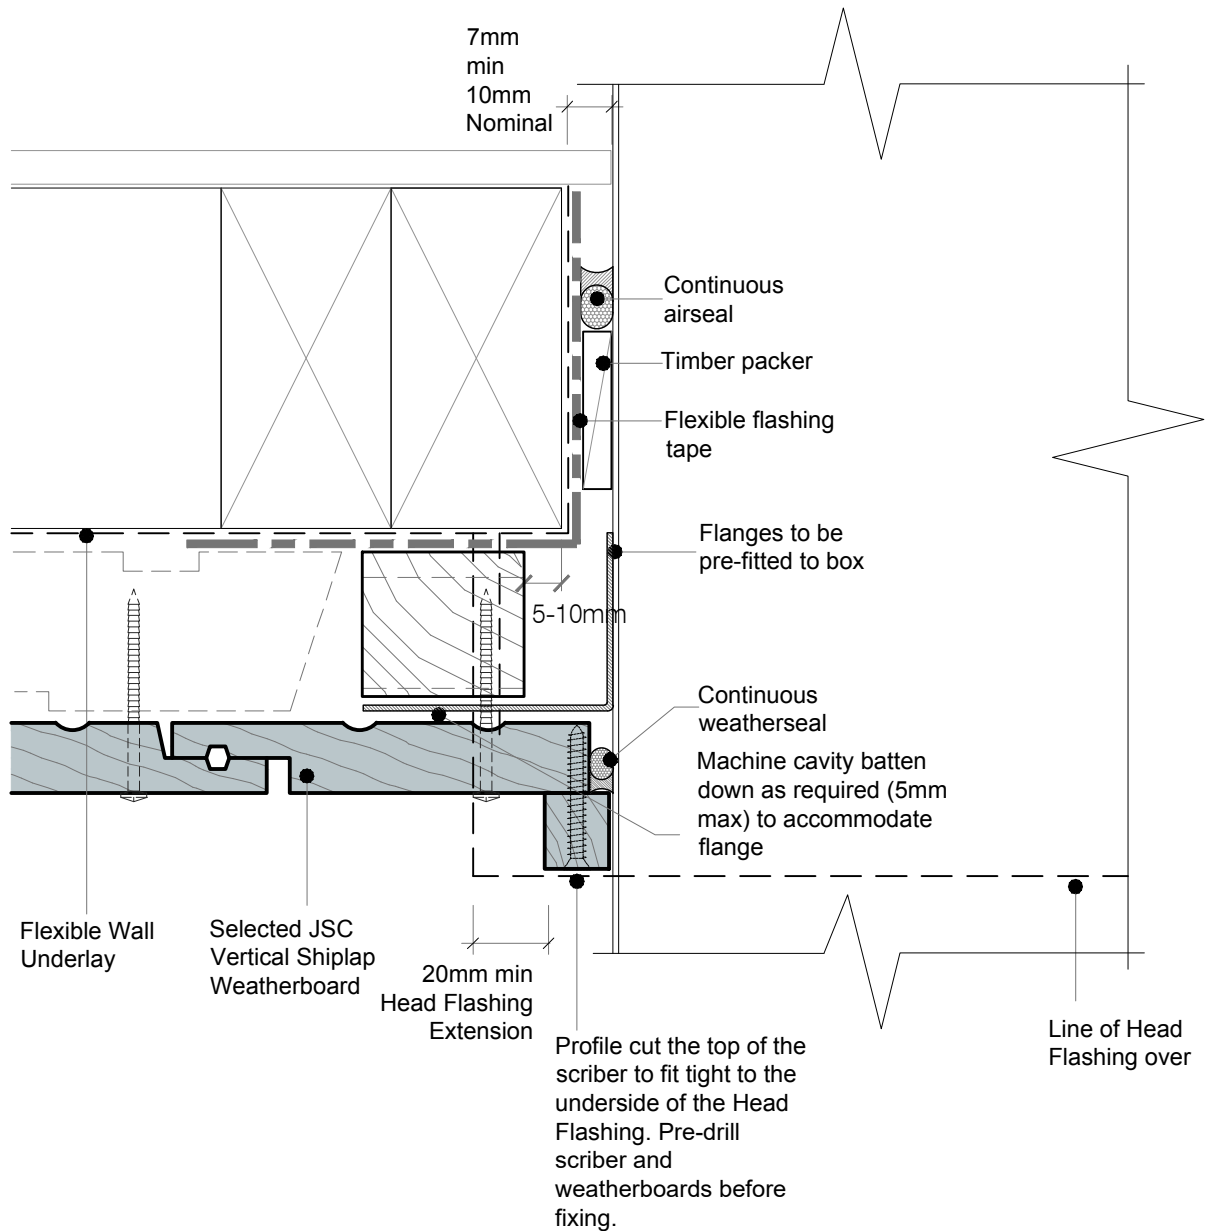 7mm
min
10mm
Nominal
Continuous
airseal
Timber packer
Flexible flashing
tape
Flanges to be
pre-fitted to box
5-10mm
Continuous
weatherseal
Machine cavity batten
down as required (5mm
max) to accommodate
flange
Flexible Wall
Underlay
Selected JSC
Vertical Shiplap
Weatherboard
20mm min
Head Flashing
Extension
Profile cut the top of the
scriber to fit tight to the
underside of the Head
Flashing. Pre-drill
scriber and
weatherboards before
fixing.
Line of Head
Flashing over